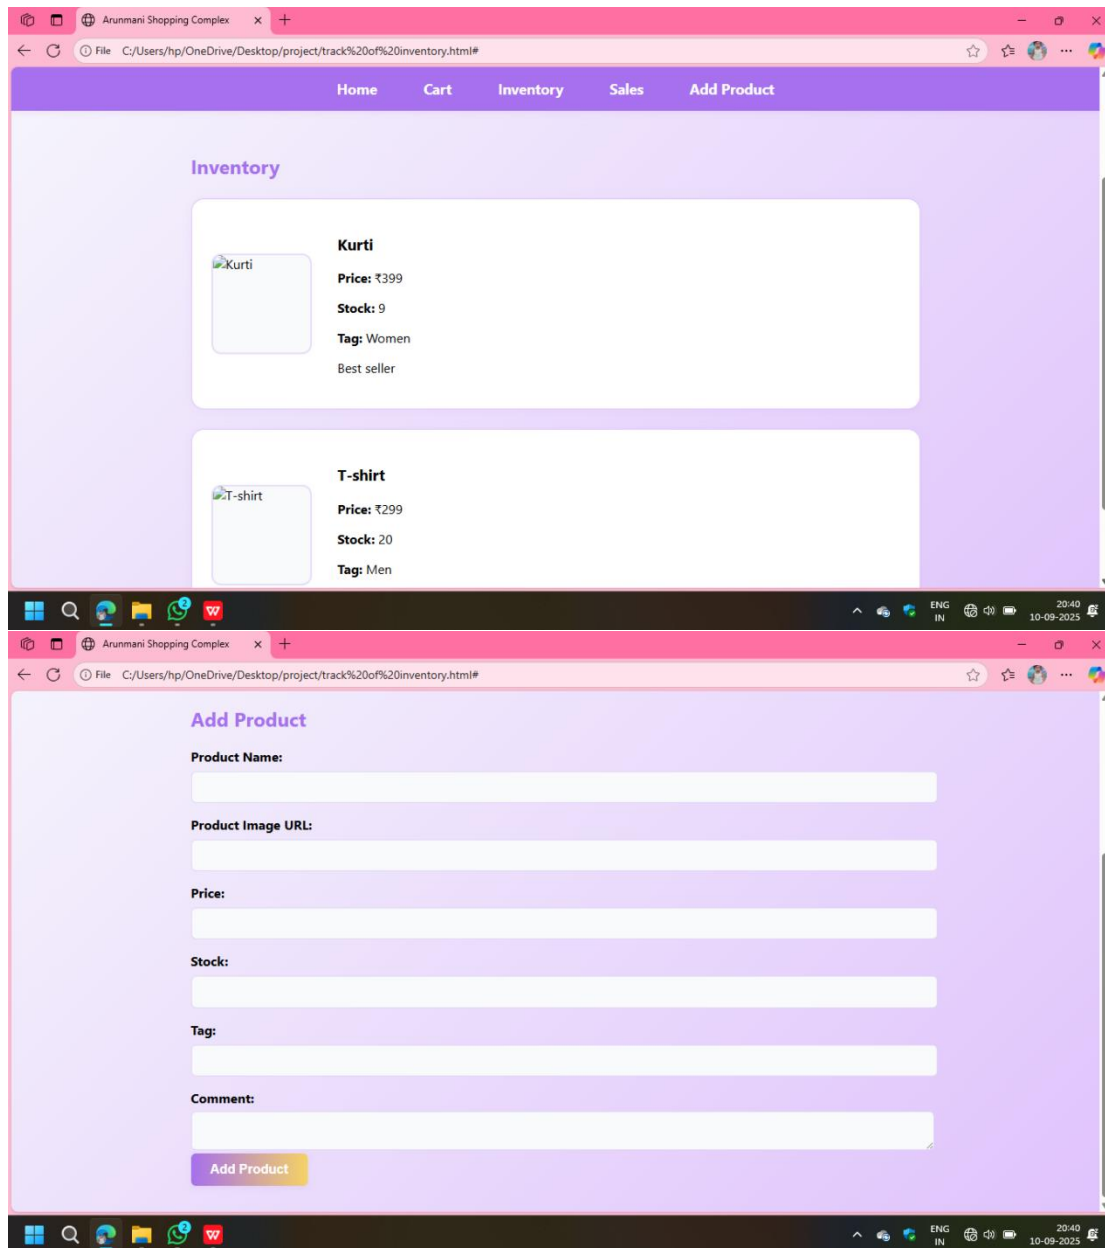 Arunmani Shopping Complex
File C:/Users/hp/OneDrive/Desktop/project/track%20of%20inventory.html#
Home Cart Inventory Sales Add Product
Inventory
Kurti
Kurti
Price: ₹399
Stock: 9
Tag: Women
Best seller
T-shirt
T-shirt
Price: ₹299
Stock: 20
Tag: Men
2
W
ENG
IN
20:40
10-09-2025
Arunmani Shopping Complex
File C:/Users/hp/OneDrive/Desktop/project/track%20of%20inventory.html#
Add Product
Product Name:
Product Image URL:
Price:
Stock:
Tag:
Comment:
Add Product
2
W
ENG
IN
20:40
10-09-2025